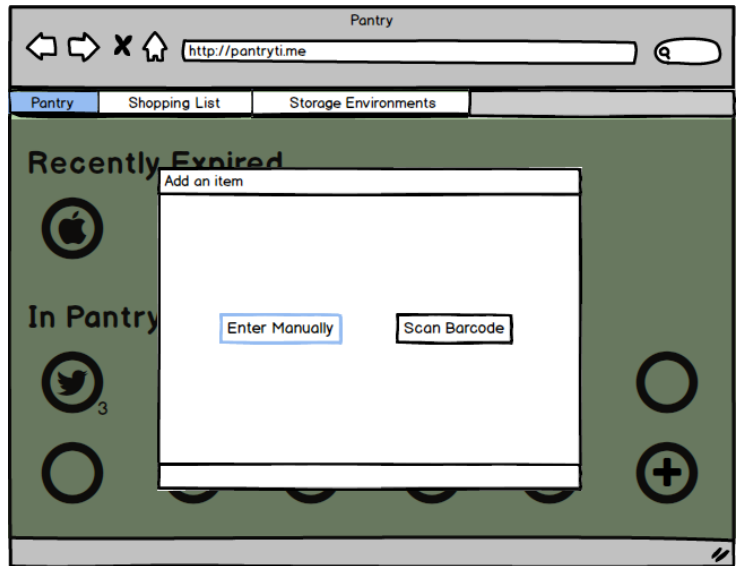 Pantry
http://pantryti.me
Pantry Shopping List Storage Environments
Recently Expired
Add an item
In Pantry
Enter Manually Scan Barcode
3